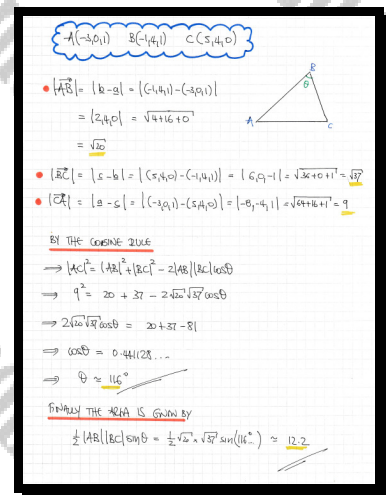 A(-3,0,1) B(-1,4,1) C(5,4,0)
B
θ
A
C
|AB| = |b-a| = |(-1,4,1)-(-3,0,1)|
= |2,4,0| = √4+16+0
= √20
|BC| = |c-b| = |(5,4,0)-(-1,4,1)| = |6,0,-1| = √36+0+1 = √37
|CA| = |a-c| = |(-3,0,1)-(5,4,0)| = |-8,-4,1| = √64+16+1 = 9
BY THE COSINE RULE
⇒ |AC|² = |AB|²+|BC|² - 2|AB||BC|cosθ
⇒ 9² = 20 + 37 - 2√20√37cosθ
⇒ 2√20√37cosθ = 20+37-81
⇒ cosθ = 0.441128...
⇒ θ ≈ 116°
FINALLY THE AREA IS GIVEN BY
½|AB||BC|sinθ = ½√20 × √37 sin(116°..) ≈ 12.2